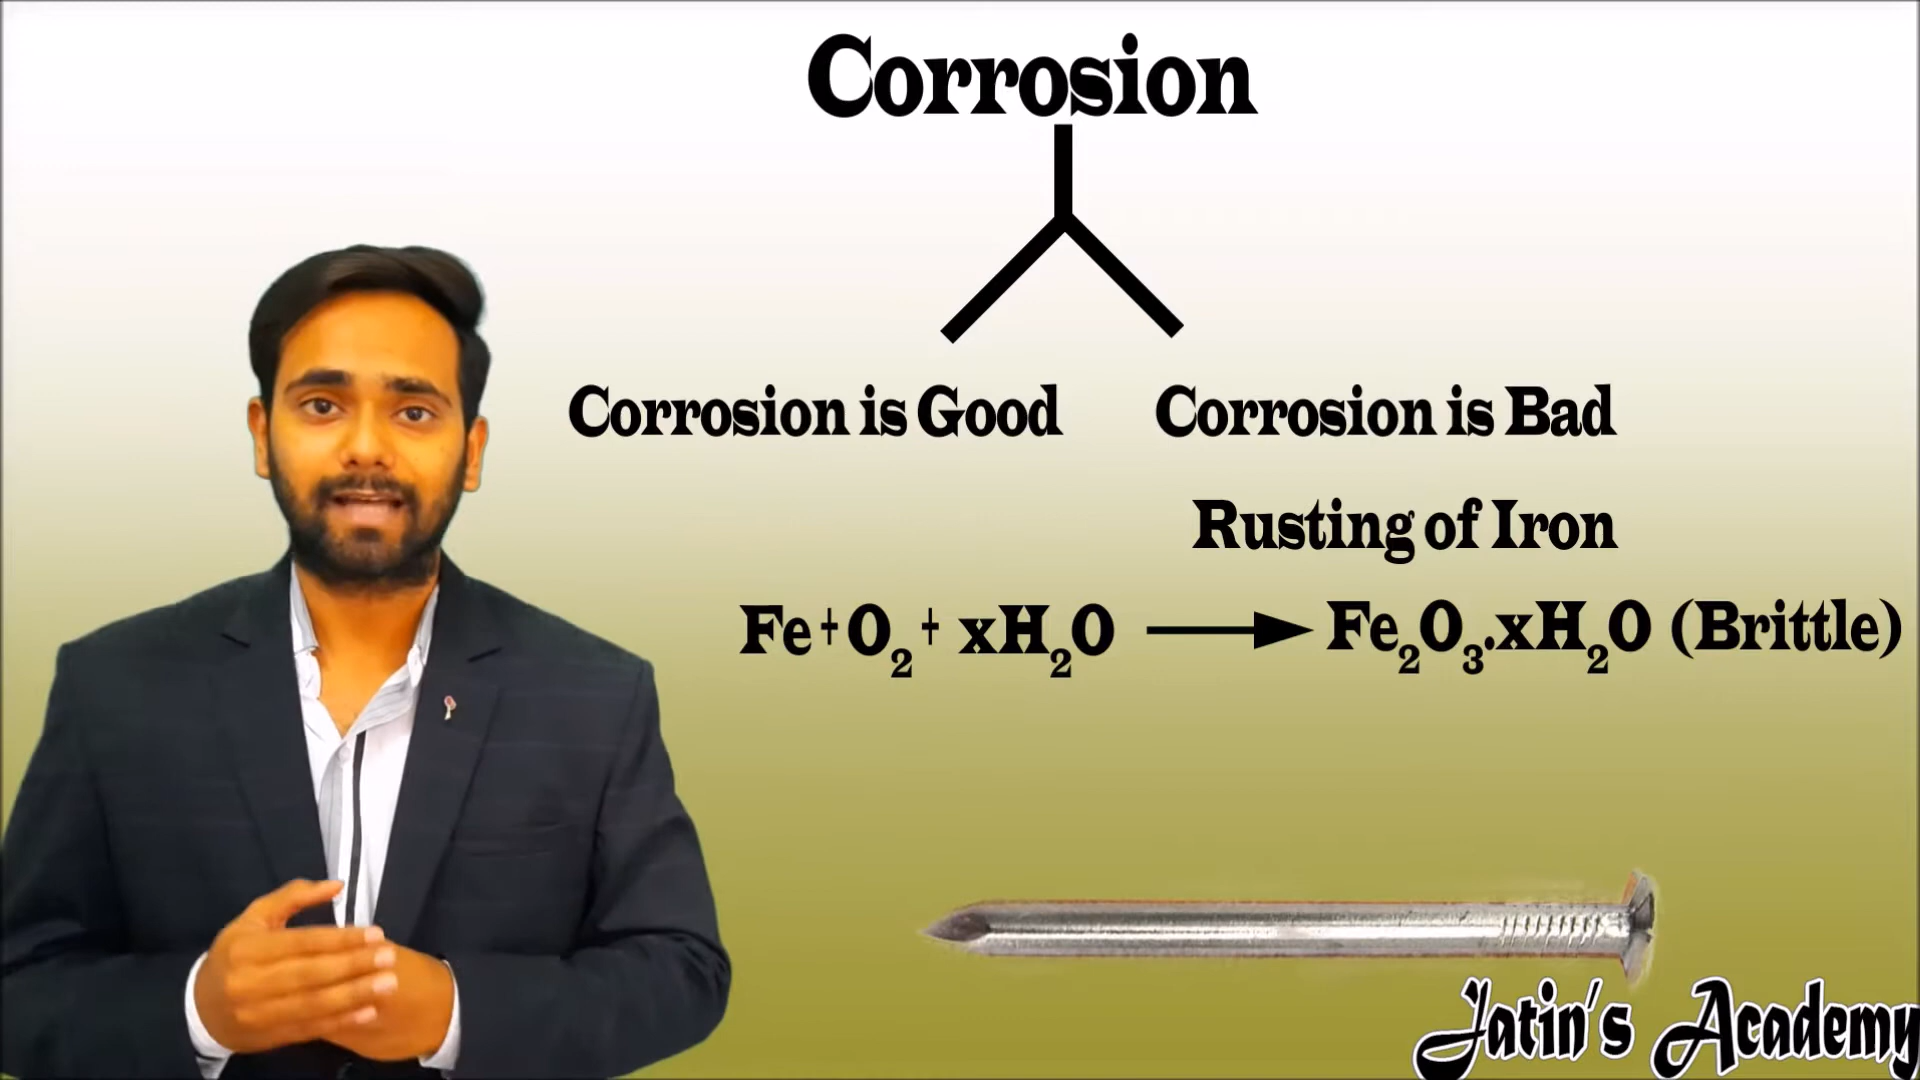 Corrosion
Corrosion is Good
Corrosion is Bad
Rusting of Iron
Fe+O₂+ xH₂O ⟶ Fe₂O₃.xH₂O (Brittle)
Jatin's Academy